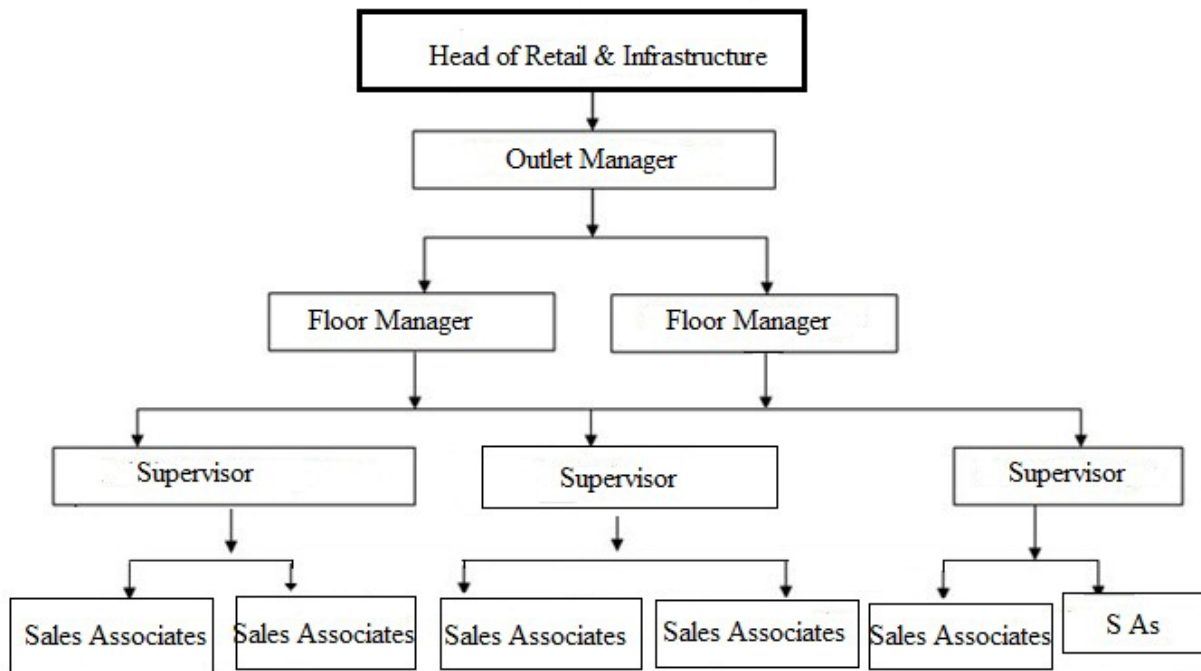 Head of Retail & Infrastructure
Outlet Manager
Floor Manager
Floor Manager
Supervisor
Supervisor
Supervisor
Sales Associates
Sales Associates
Sales Associates
Sales Associates
Sales Associates
S As